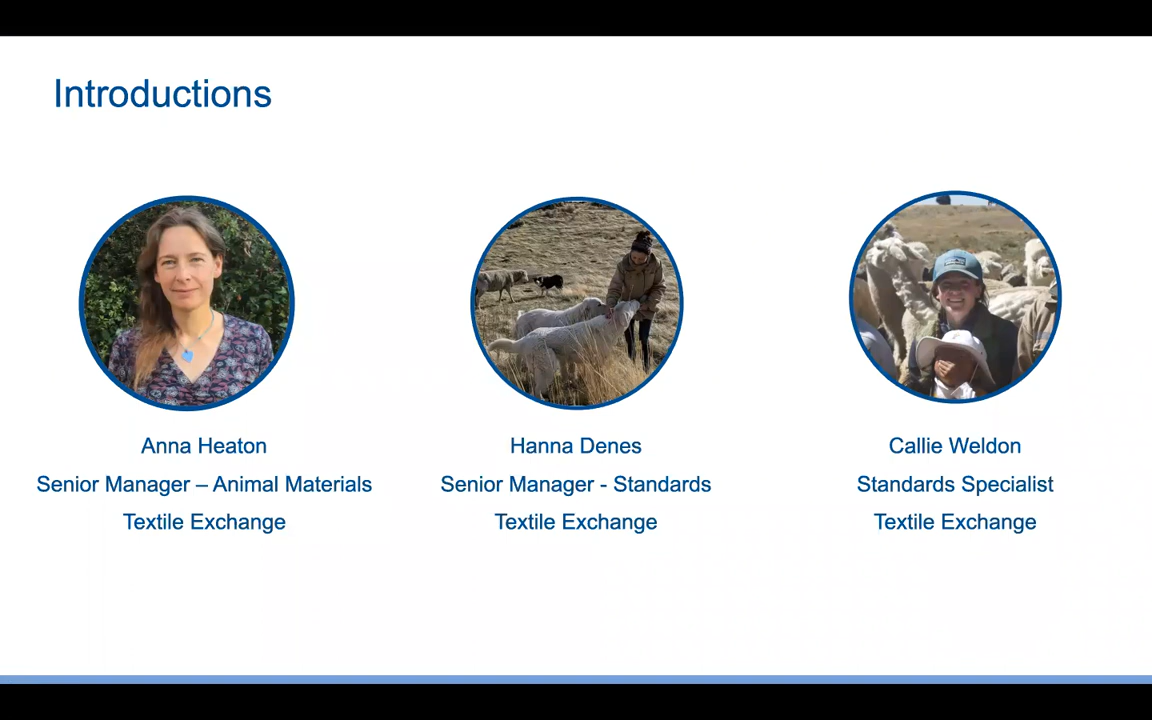 Introductions
Anna Heaton
Senior Manager – Animal Materials
Textile Exchange
Hanna Denes
Senior Manager - Standards
Textile Exchange
Callie Weldon
Standards Specialist
Textile Exchange